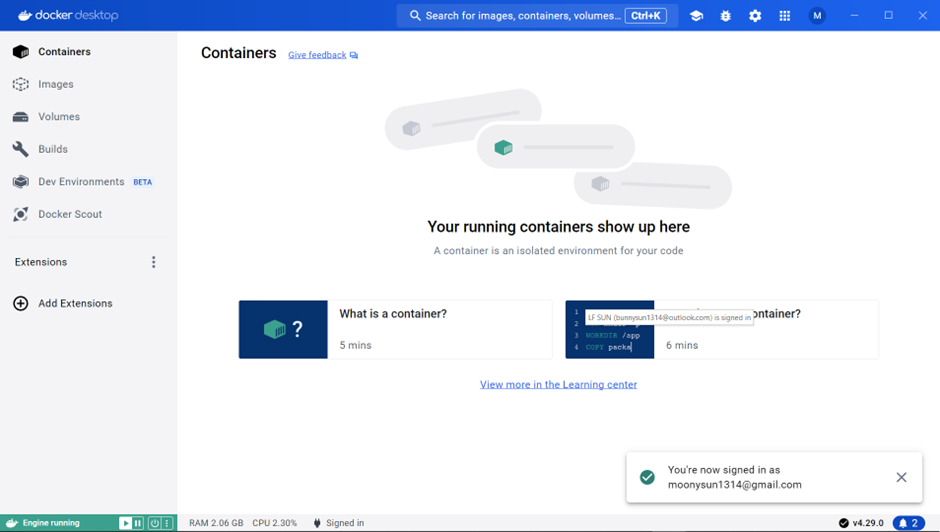 docker desktop
Search for images, containers, volumes... Ctrl+K
M
Containers
Images
Volumes
Builds
Dev Environments BETA
Docker Scout
Extensions
Add Extensions
Containers Give feedback
Your running containers show up here
A container is an isolated environment for your code
?
What is a container?
5 mins
1
LF SUN (bunnysun1314@outlook.com) is signed in
2
3 WORKDIR /app
4 COPY packa
container?
6 mins
View more in the Learning center
You're now signed in as
moonysun1314@gmail.com
Engine running
RAM 2.06 GB CPU 2.30% Signed in
v4.29.0
2